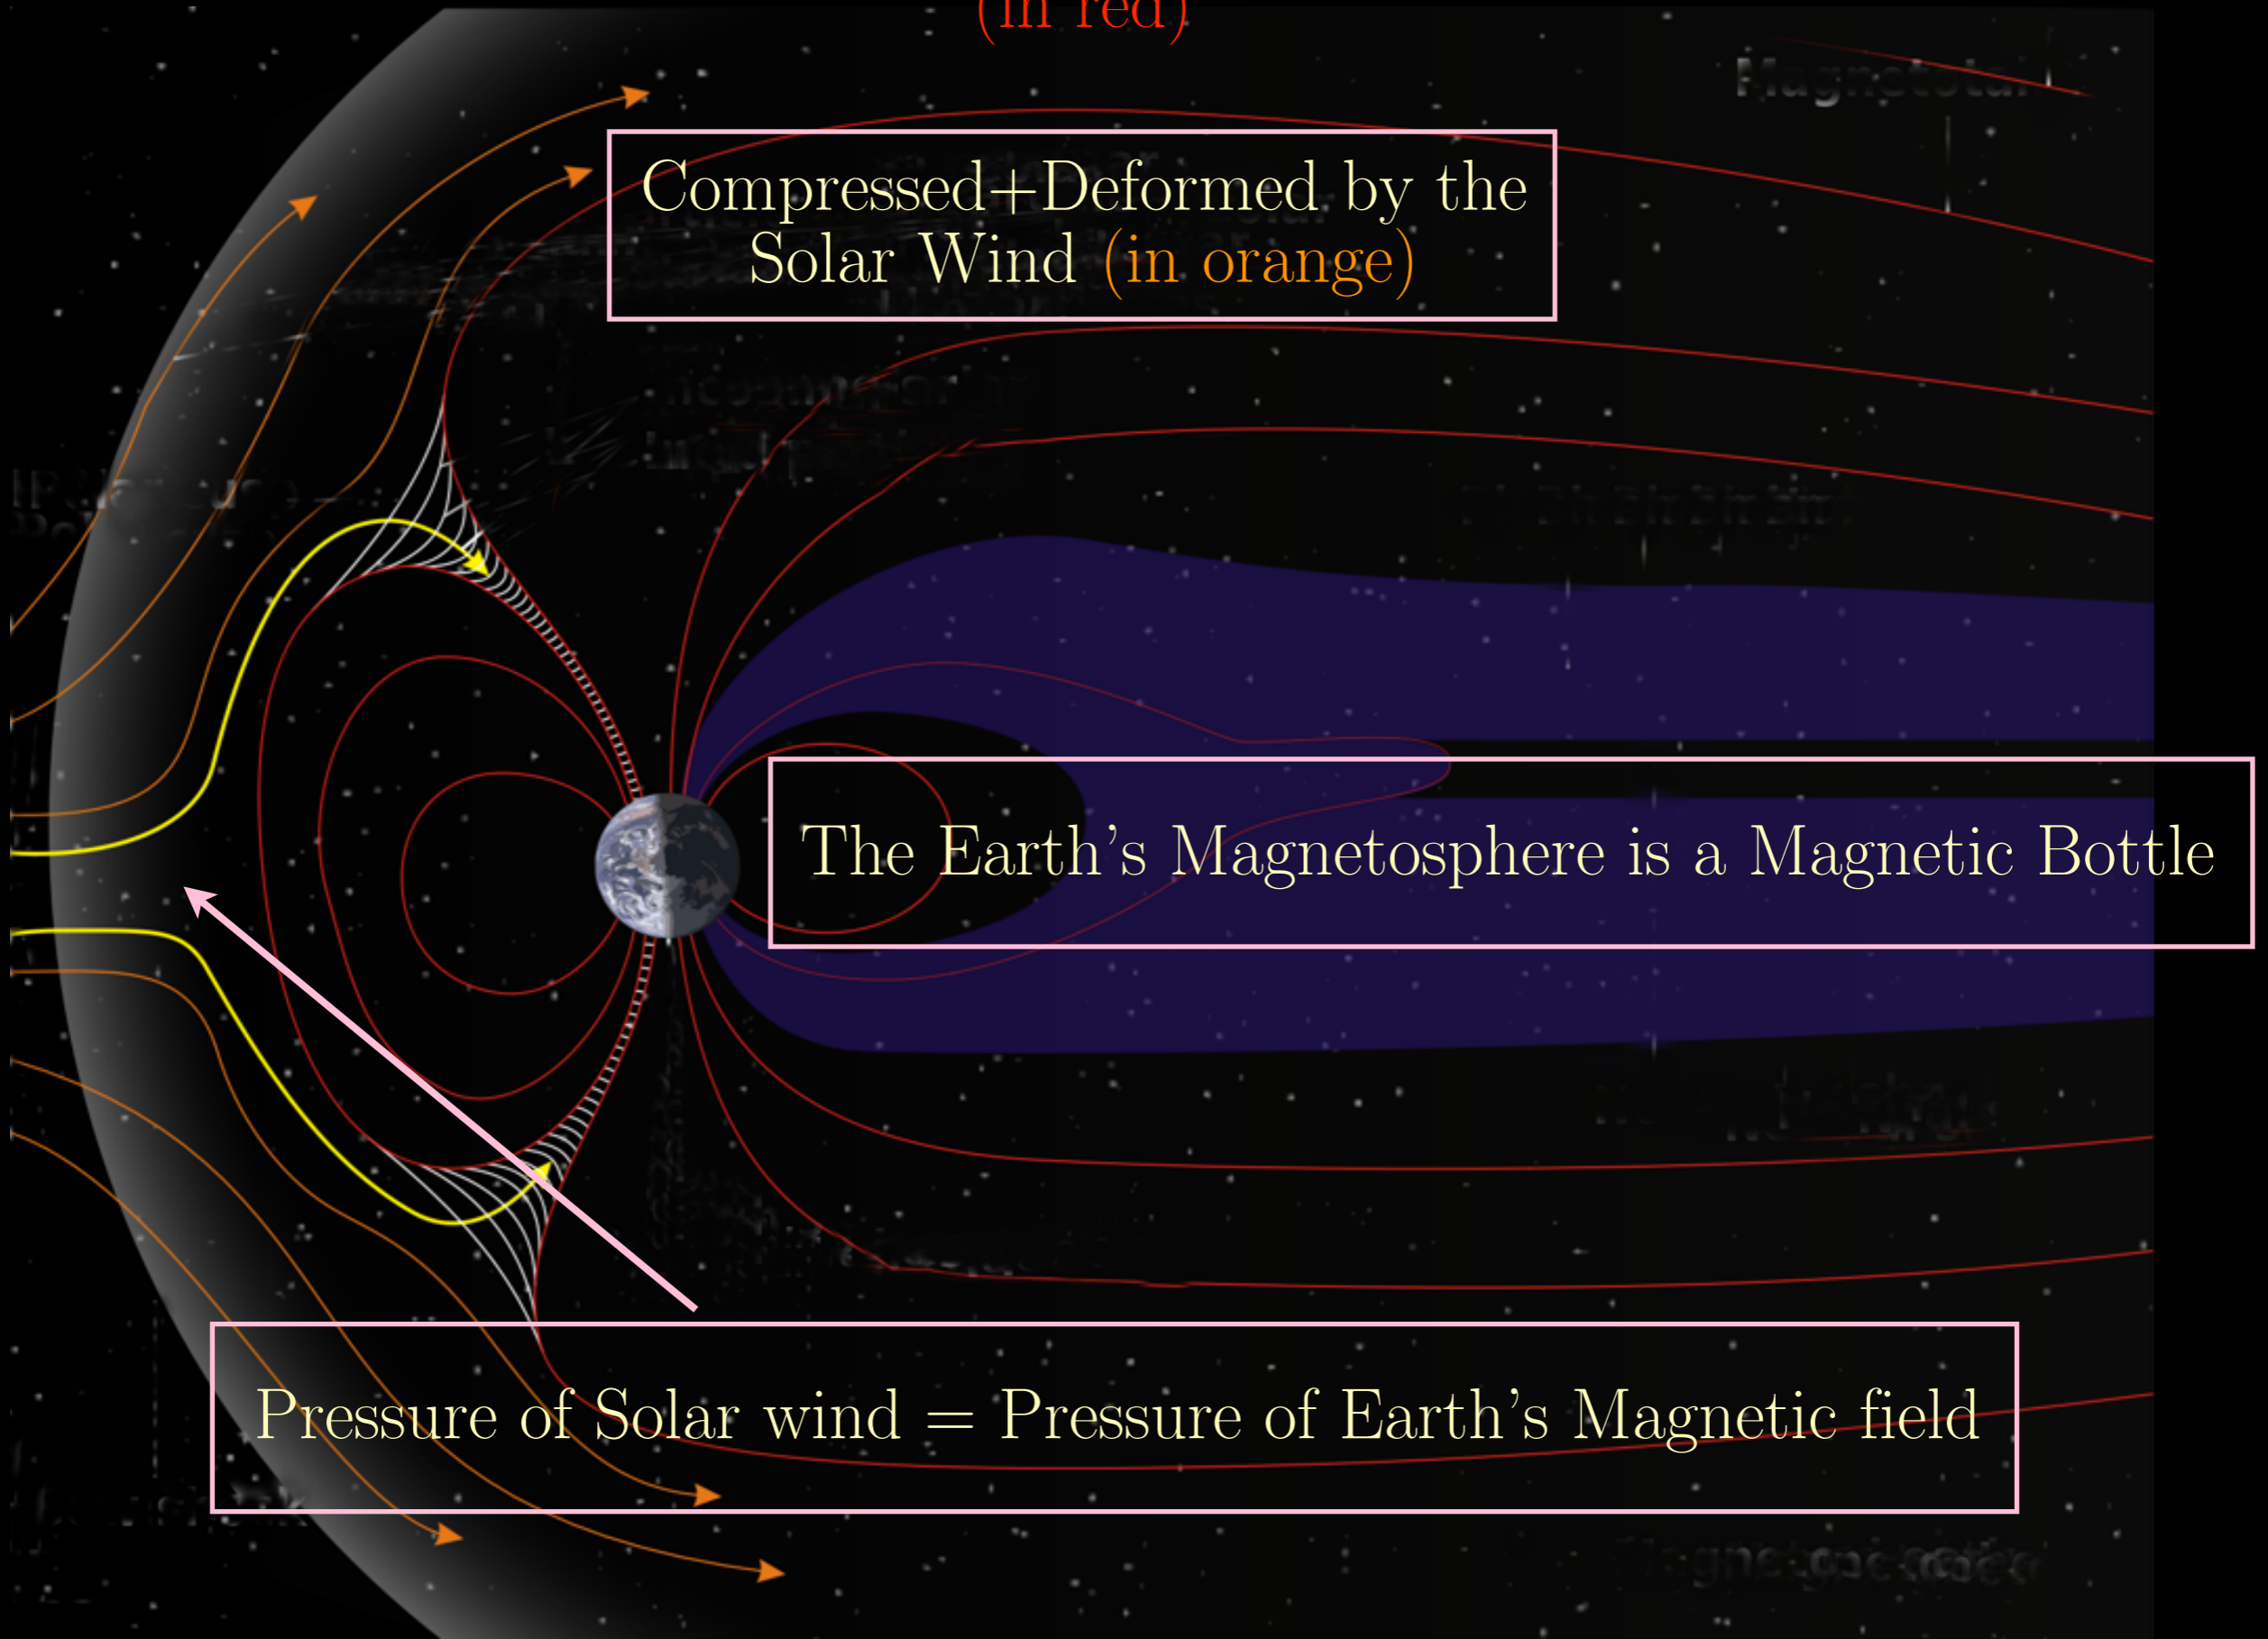 (in red)
Compressed+Deformed by the
Solar Wind (in orange)
The Earth's Magnetosphere is a Magnetic Bottle
Pressure of Solar wind = Pressure of Earth's Magnetic field